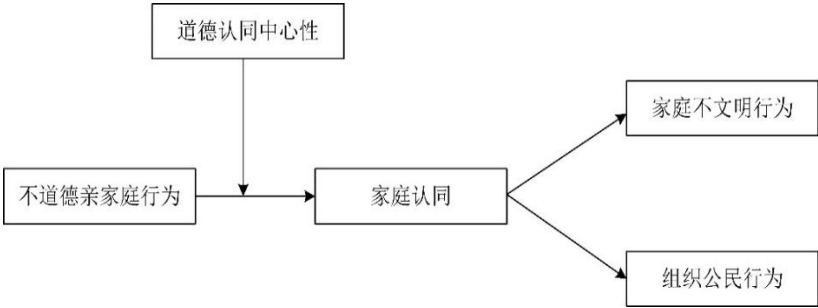 道德认同中心性
家庭不文明行为
不道德亲家庭行为
家庭认同
组织公民行为